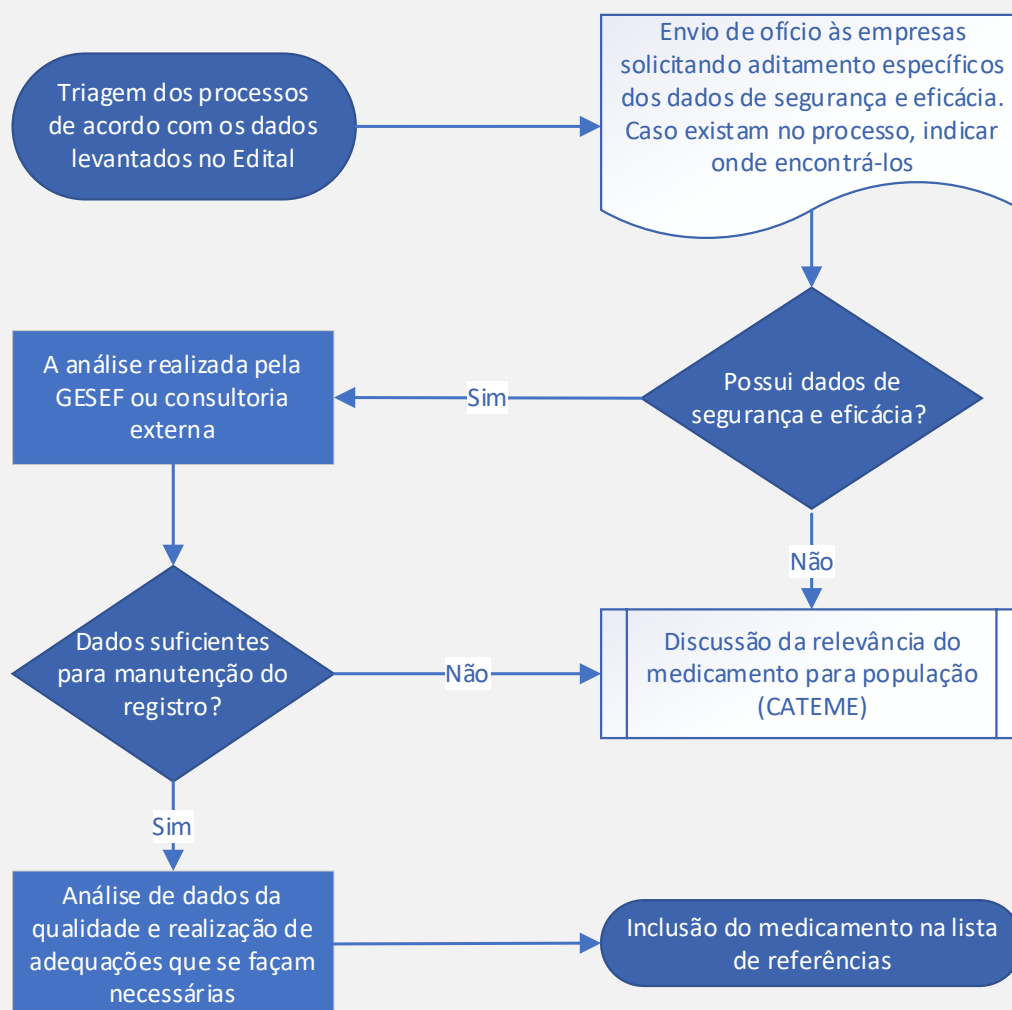 Triagem dos processos
de acordo com os dados
levantados no Edital
Envio de ofício às empresas
solicitando aditamento específicos
dos dados de segurança e eficácia.
Caso existam no processo, indicar
onde encontrá-los
Possui dados de
segurança e eficácia?
Sim
A análise realizada pela
GESEF ou consultoria
externa
Não
Dados suficientes
para manutenção do
registro?
Não
Discussão da relevância do
medicamento para população
(CATEME)
Sim
Análise de dados da
qualidade e realização de
adequações que se façam
necessárias
Inclusão do medicamento na lista
de referências